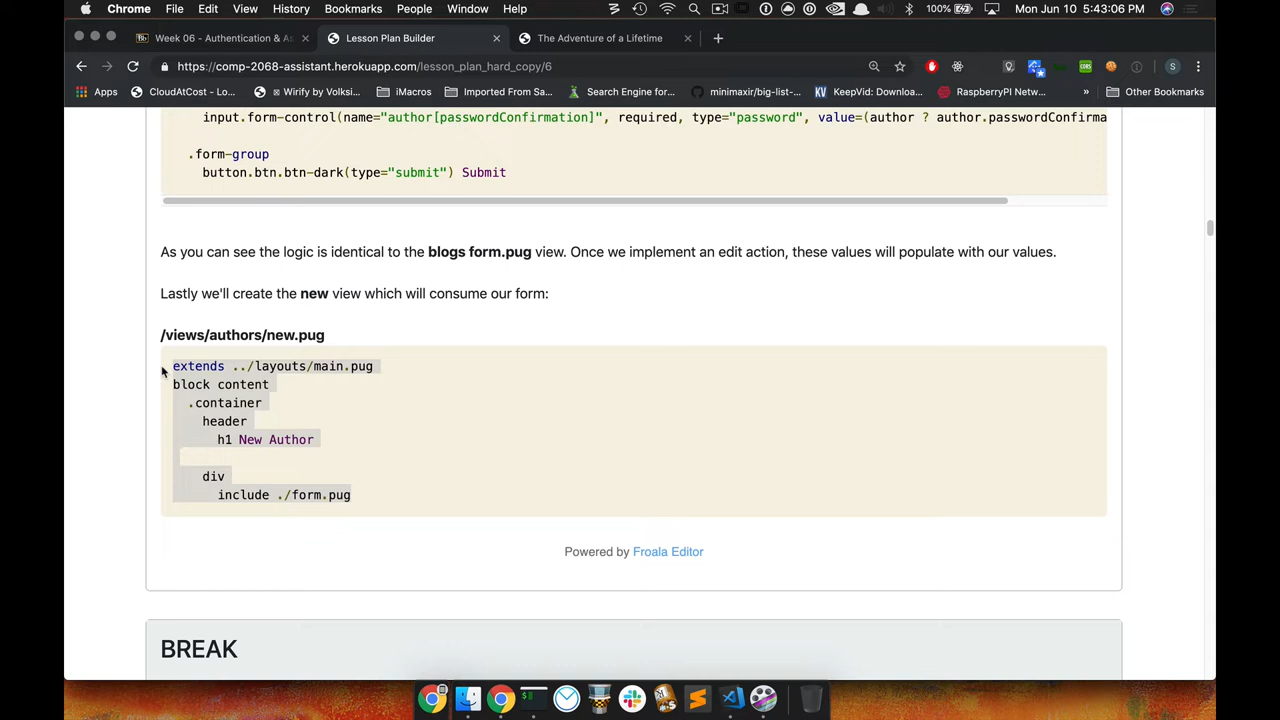 Chrome File Edit View History Bookmarks People Window Help 100% Mon Jun 10 5:43:06 PM
Week 06 - Authentication & As Lesson Plan Builder The Adventure of a Lifetime
https://comp-2068-assistant.herokuapp.com/lesson_plan_hard_copy/6
Apps CloudAtCost - Lo... ¤ Wirify by Volksi... iMacros Imported From Sa... Search Engine for... minimaxir/big-list-... KeepVid: Downloa... RaspberryPI Netw... » Other Bookmarks
input.form-control(name="author[passwordConfirmation]", required, type="password", value=(author ? author.passwordConfirma
.form-group
button.btn.btn-dark(type="submit") Submit
As you can see the logic is identical to the blogs form.pug view. Once we implement an edit action, these values will populate with our values.
Lastly we'll create the new view which will consume our form:
/views/authors/new.pug
extends ../layouts/main.pug
block content
.container
header
h1 New Author
div
include ./form.pug
Powered by Froala Editor
BREAK